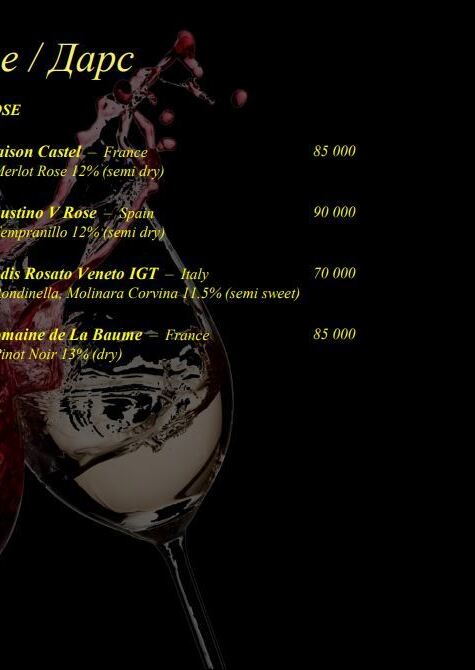 e / Дарс
OSE
aison Castel – France 85 000
Merlot Rose 12% (semi dry)
ustino V Rose – Spain 90 000
Tempranillo 12% (semi dry)
dis Rosato Veneto IGT – Italy 70 000
Rondinella, Molinara Corvina 11.5% (semi sweet)
omaine de La Baume – France 85 000
Pinot Noir 13% (dry)